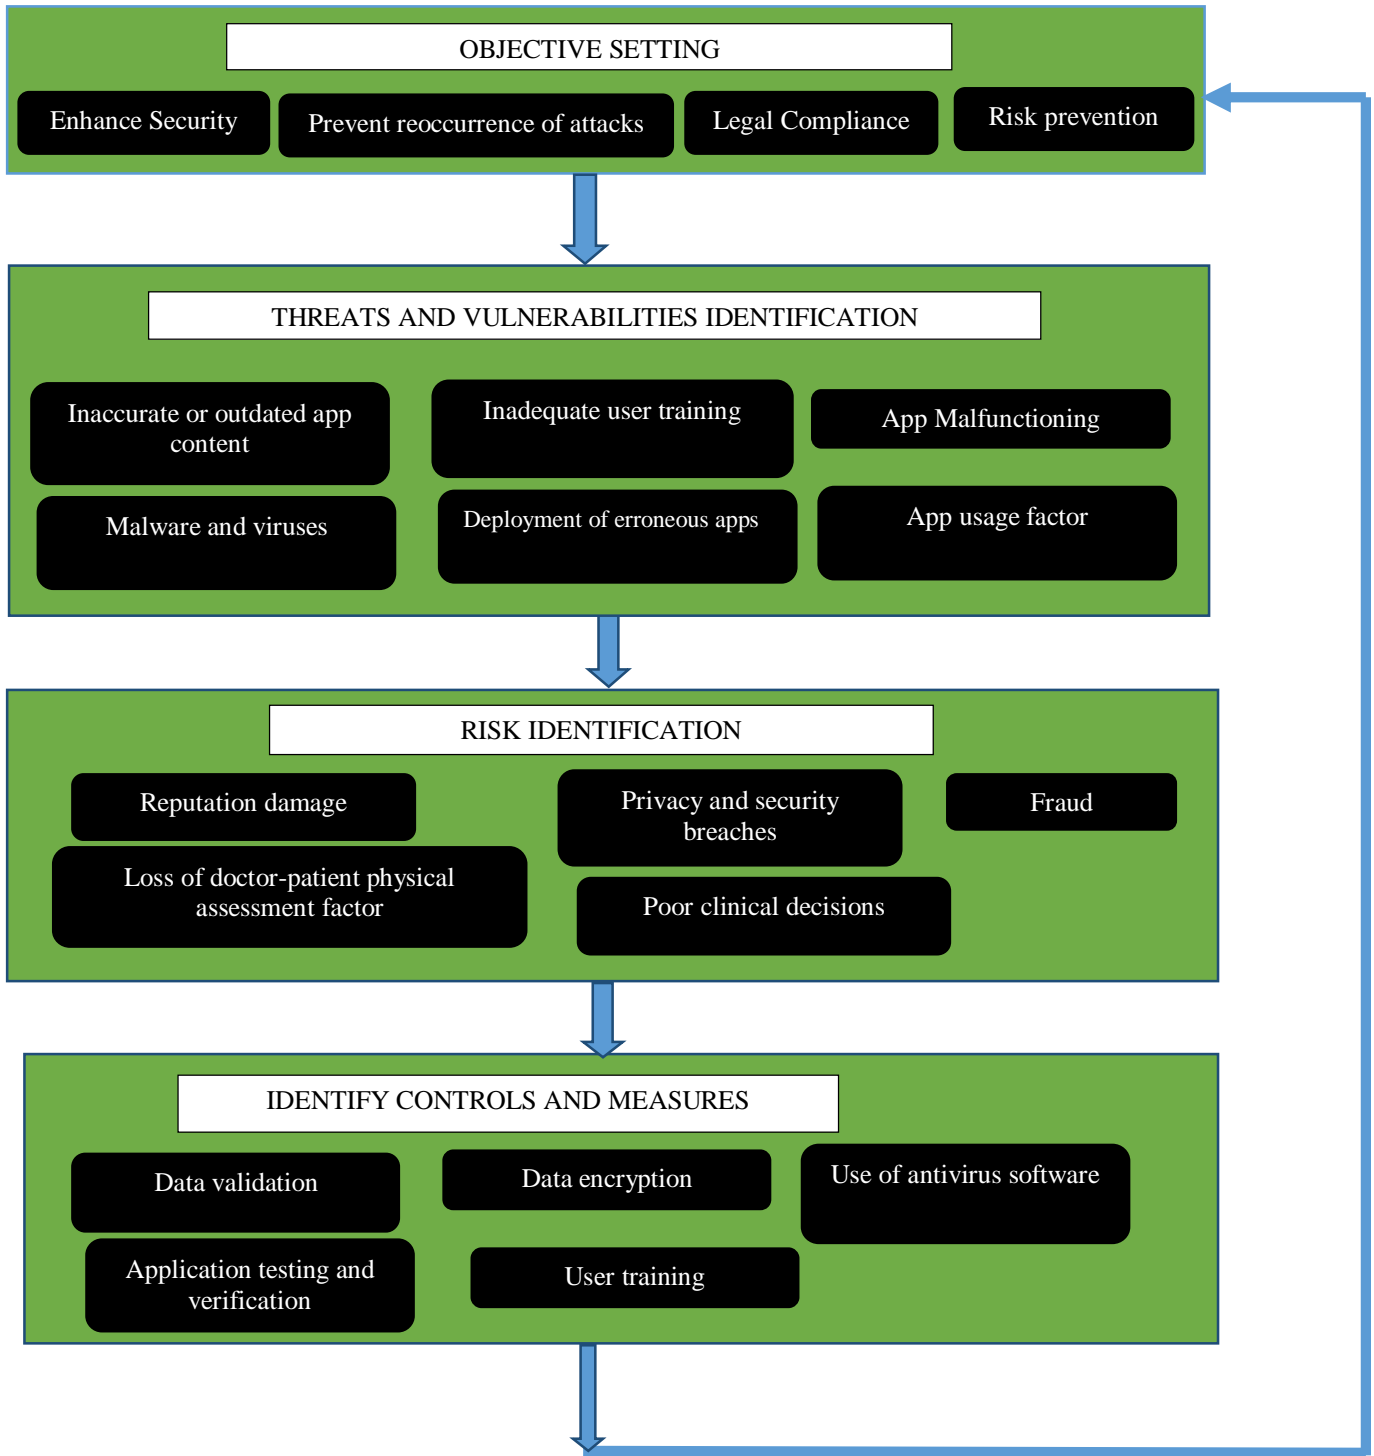 OBJECTIVE SETTING
Enhance Security
Prevent reoccurrence of attacks
Legal Compliance
Risk prevention
THREATS AND VULNERABILITIES IDENTIFICATION
Inaccurate or outdated app
content
Inadequate user training
App Malfunctioning
Malware and viruses
Deployment of erroneous apps
App usage factor
RISK IDENTIFICATION
Reputation damage
Privacy and security
breaches
Fraud
Loss of doctor-patient physical
assessment factor
Poor clinical decisions
IDENTIFY CONTROLS AND MEASURES
Data validation
Data encryption
Use of antivirus software
Application testing and
verification
User training